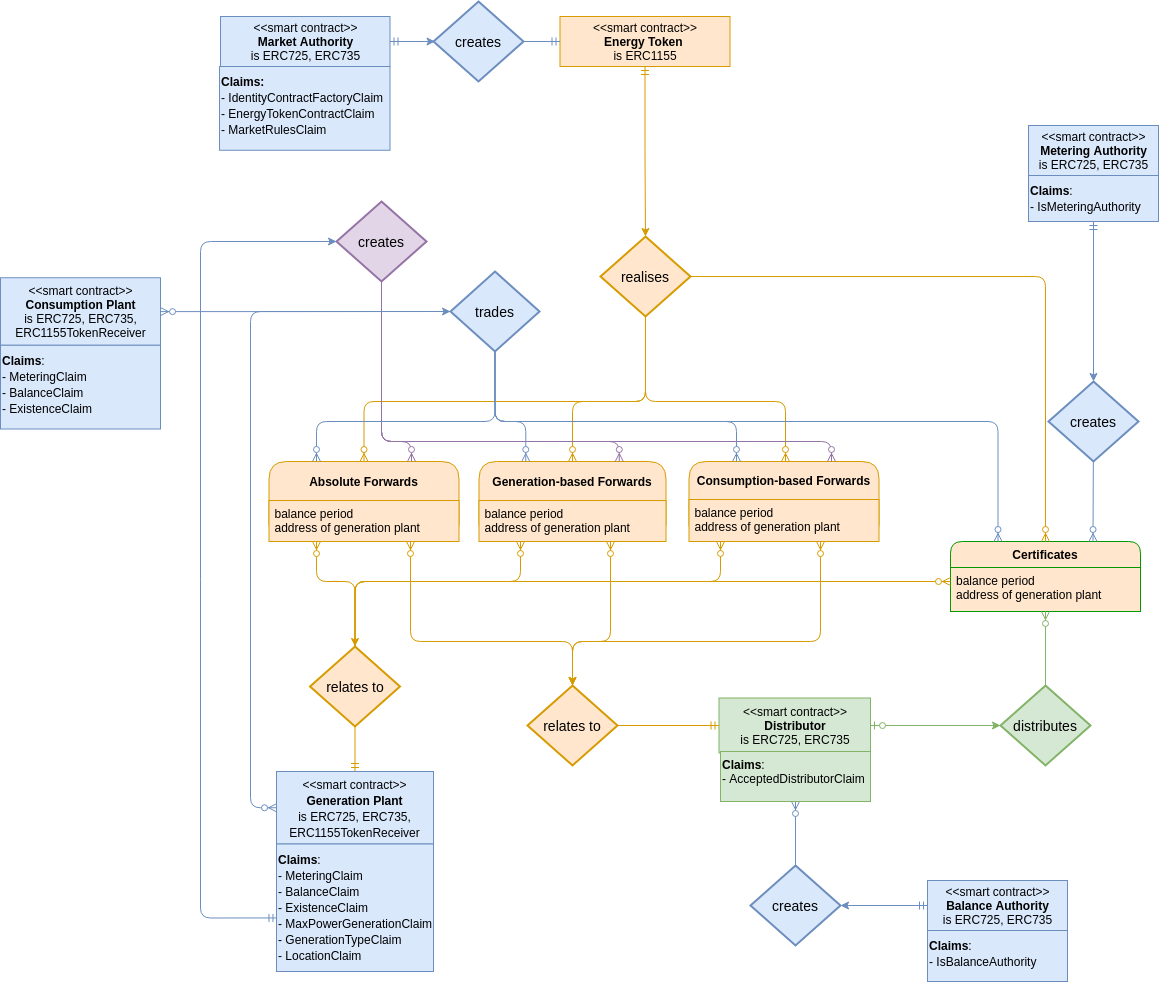 <<smart contract>>
Market Authority
is ERC725, ERC735
Claims:
- IdentityContractFactoryClaim
- EnergyTokenContractClaim
- MarketRulesClaim
creates
<<smart contract>>
Energy Token
is ERC1155
<<smart contract>>
Metering Authority
is ERC725, ERC735
Claims:
- IsMeteringAuthority
creates
realises
<<smart contract>>
Consumption Plant
is ERC725, ERC735,
ERC1155TokenReceiver
Claims:
- MeteringClaim
- BalanceClaim
- ExistenceClaim
trades
creates
Absolute Forwards
balance period
address of generation plant
Generation-based Forwards
balance period
address of generation plant
Consumption-based Forwards
balance period
address of generation plant
Certificates
balance period
address of generation plant
relates to
relates to
<<smart contract>>
Distributor
is ERC725, ERC735
Claims:
- AcceptedDistributorClaim
distributes
<<smart contract>>
Generation Plant
is ERC725, ERC735,
ERC1155TokenReceiver
Claims:
- MeteringClaim
- BalanceClaim
- ExistenceClaim
- MaxPowerGenerationClaim
- GenerationTypeClaim
- LocationClaim
creates
<<smart contract>>
Balance Authority
is ERC725, ERC735
Claims:
- IsBalanceAuthority